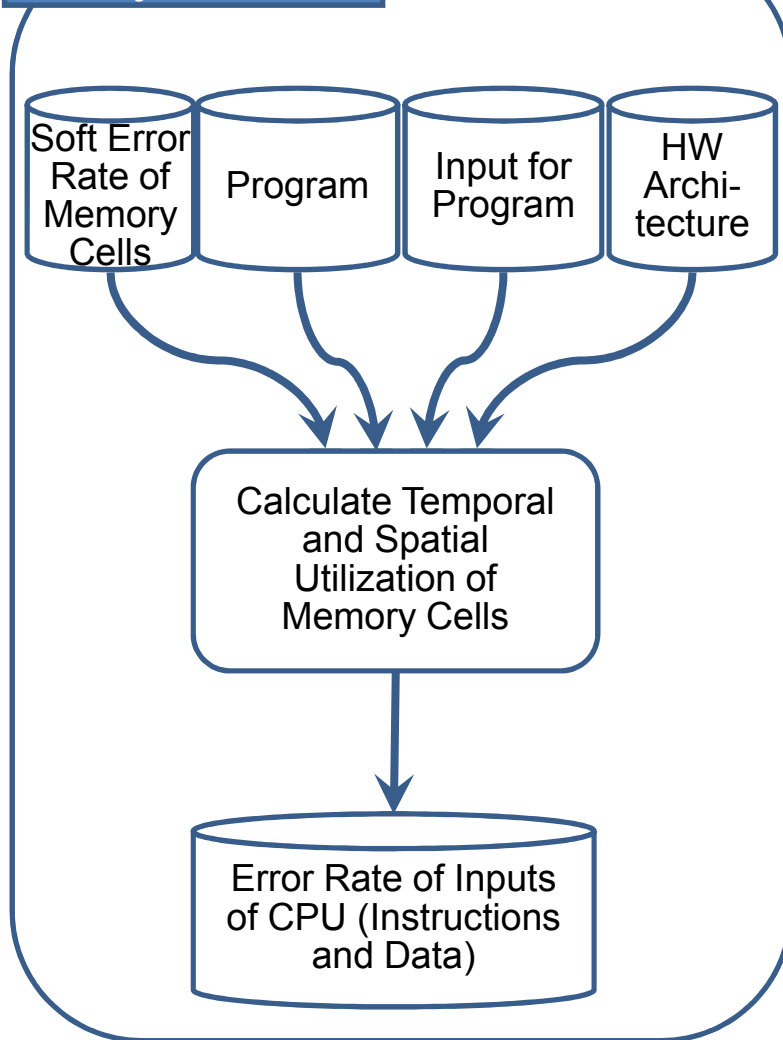 Soft Error
Rate of
Memory
Cells
Program
Input for
Program
HW
Archi-
tecture
Calculate Temporal
and Spatial
Utilization of
Memory Cells
Error Rate of Inputs
of CPU (Instructions
and Data)